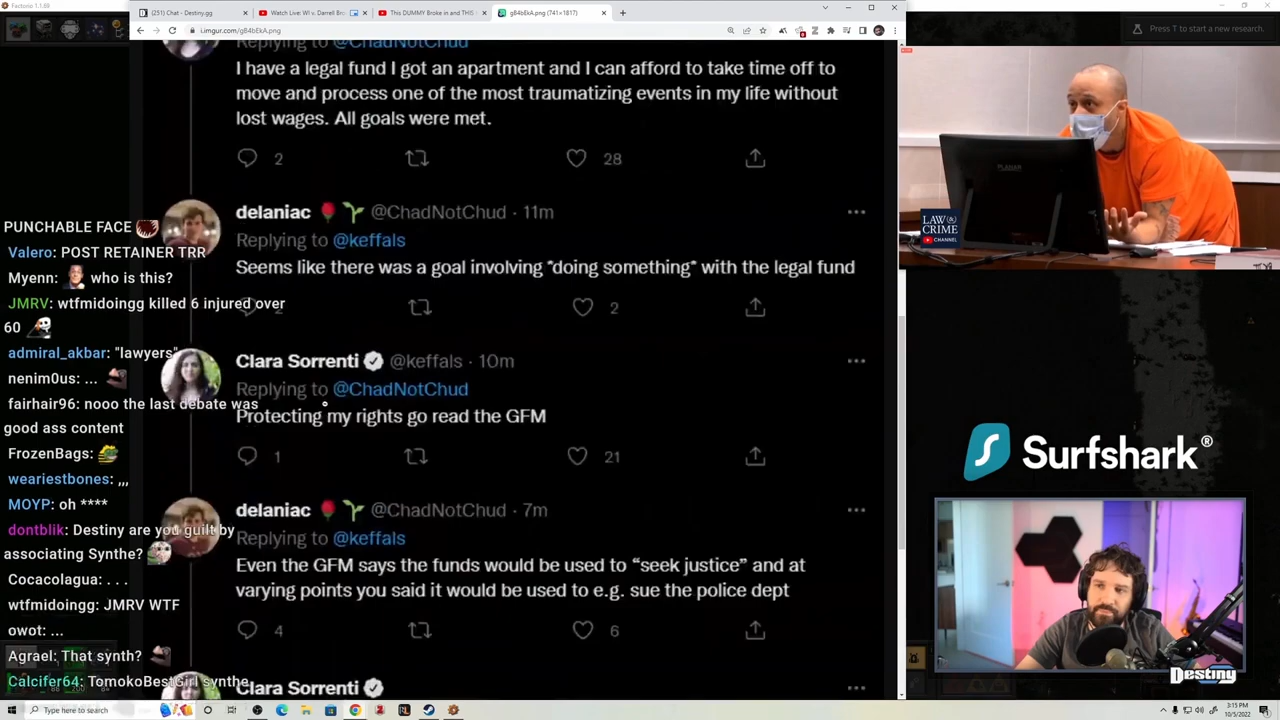 Factorio 1.1.69
(251) Chat - Destiny.gg
Watch Live: WI v. Darrell Broo
This DUMMY Broke in and THIS
gB4bEkA.png (741×1817)
i.imgur.com/gB4bEkA.png
Press T to start a new research.
Replying to @ChadNotChud
I have a legal fund I got an apartment and I can afford to take time off to
move and process one of the most traumatizing events in my life without
lost wages. All goals were met.
2 28
delaniac @ChadNotChud · 11m
Replying to @keffals
Seems like there was a goal involving *doing something* with the legal fund
2 2
Clara Sorrenti @keffals · 10m
Replying to @ChadNotChud
Protecting my rights go read the GFM
1 21
delaniac @ChadNotChud · 7m
Replying to @keffals
Even the GFM says the funds would be used to “seek justice” and at
varying points you said it would be used to e.g. sue the police dept
4 6
Clara Sorrenti
PUNCHABLE FACE
Valero: POST RETAINER TRR
Myenn: who is this?
JMRV: wtfmidoingg killed 6 injured over
60
admiral_akbar: "lawyers"
nenim0us: ...
fairhair96: nooo the last debate was
good ass content
FrozenBags:
weariestbones: ,,,
MOYP: oh ****
dontblik: Destiny are you guilt by
associating Synthe?
Cocacolagua: . . .
wtfmidoingg: JMRV WTF
owot: ...
Agrael: That synth?
Calcifer64: TomokoBestGirl synthe
PLANAR
LAW &
CRIME
CHANNEL
Surfshark®
Destiny
Type here to search
3:15 PM
10/5/2022